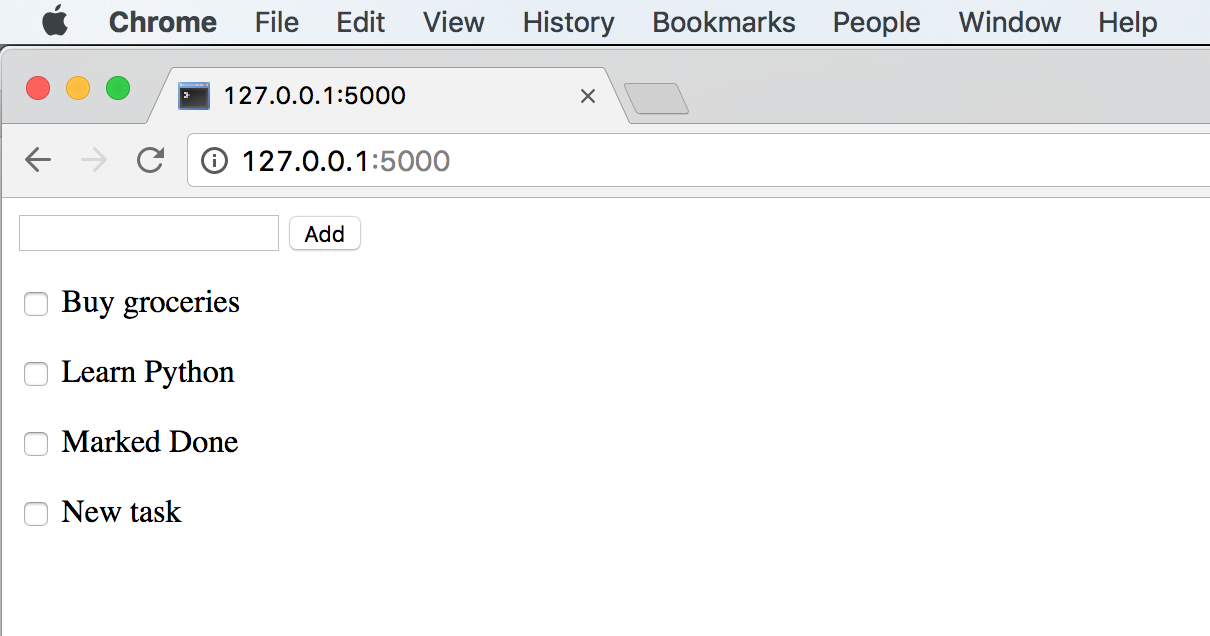 Chrome File Edit View History Bookmarks People Window Help
127.0.0.1:5000
127.0.0.1:5000
Add
Buy groceries
Learn Python
Marked Done
New task